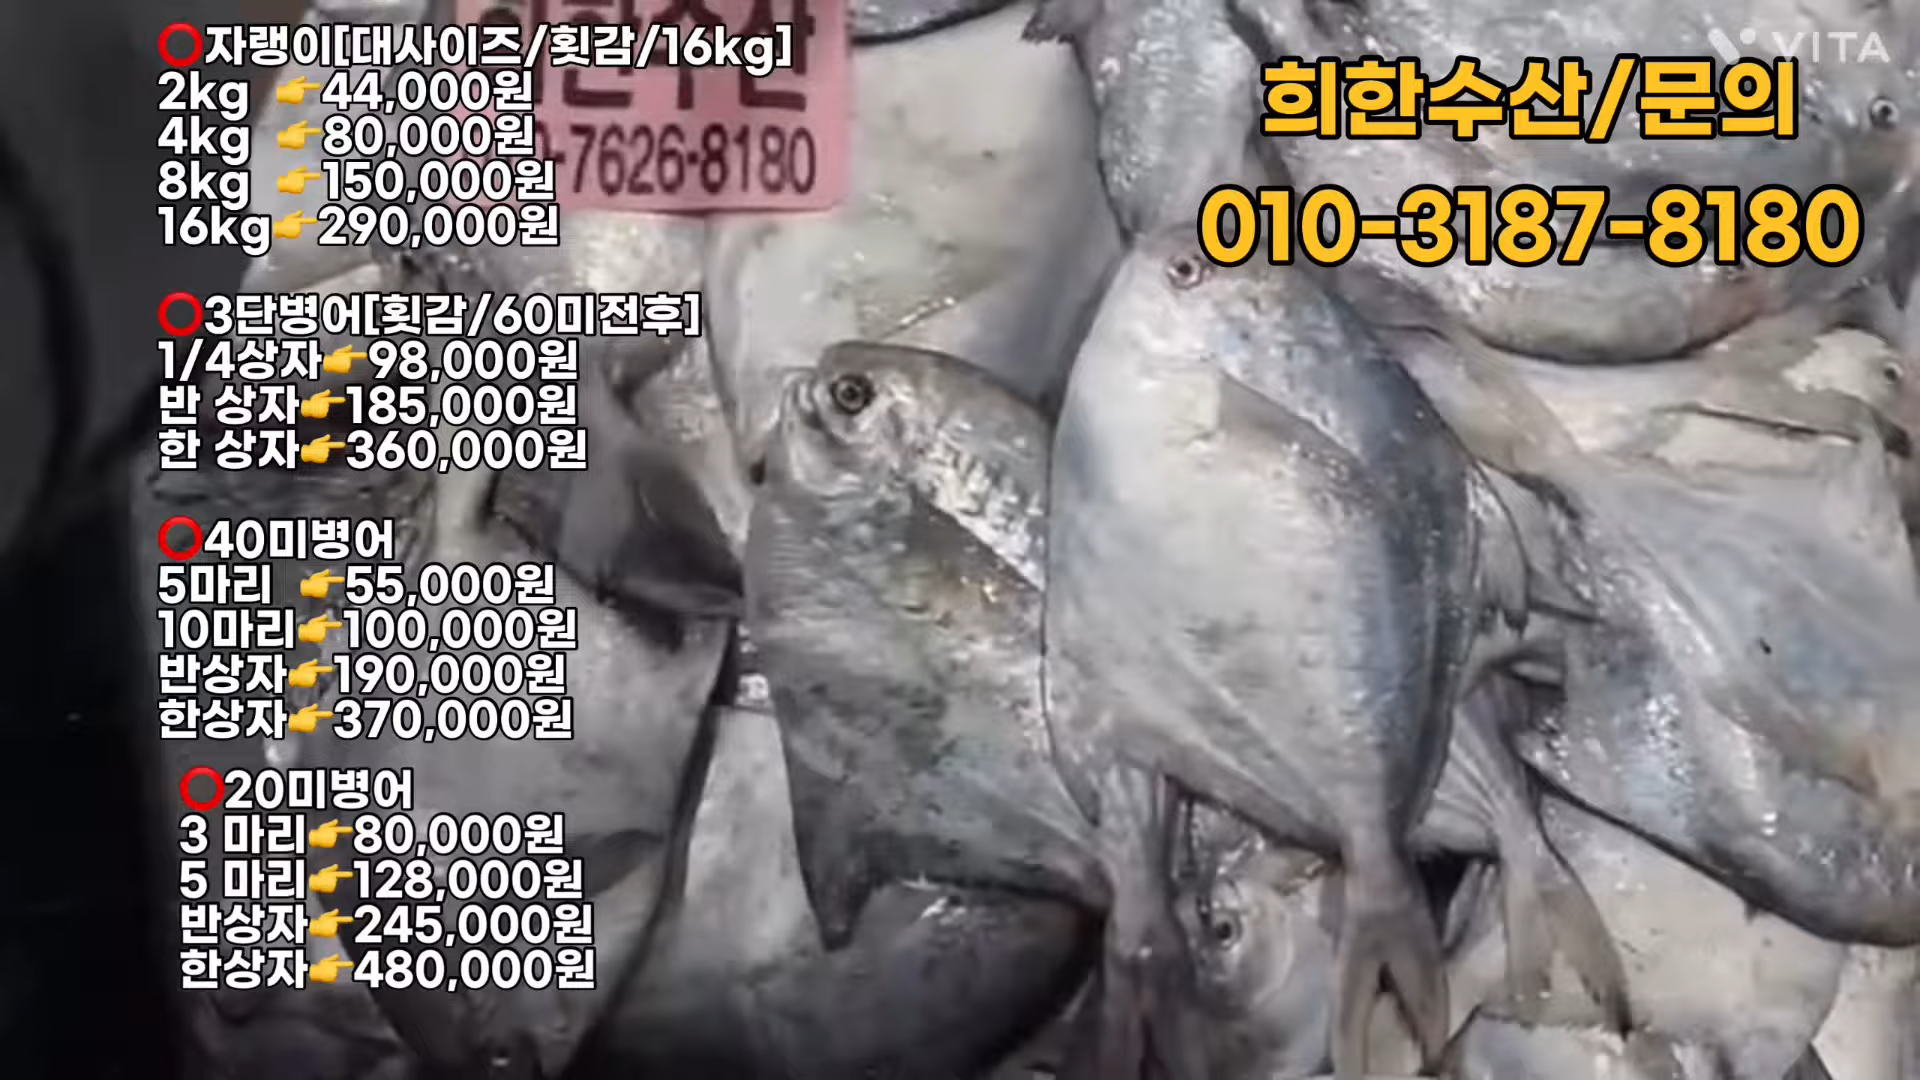 ⭕자랭이[대사이즈/횟감/16kg]
2kg 👉44,000원
4kg 👉80,000원
8kg 👉150,000원
16kg👉290,000원
⭕3단병어[횟감/60미전후]
1/4상자👉98,000원
반 상자👉185,000원
한 상자👉360,000원
⭕40미병어
5마리 👉55,000원
10마리👉100,000원
반상자👉190,000원
한상자👉370,000원
⭕20미병어
3 마리👉80,000원
5 마리👉128,000원
반상자👉245,000원
한상자👉480,000원
희한수산/문의
010-3187-8180
VITA
-7626-8180